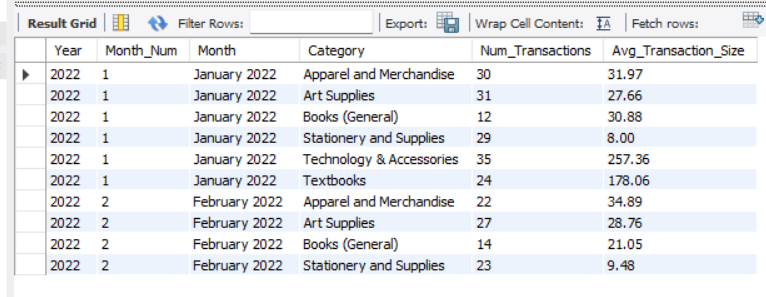 Result Grid Filter Rows: Export: Wrap Cell Content: Fetch rows:
Year Month_Num Month Category Num_Transactions Avg_Transaction_Size
2022 1 January 2022 Apparel and Merchandise 30 31.97
2022 1 January 2022 Art Supplies 31 27.66
2022 1 January 2022 Books (General) 12 30.88
2022 1 January 2022 Stationery and Supplies 29 8.00
2022 1 January 2022 Technology & Accessories 35 257.36
2022 1 January 2022 Textbooks 24 178.06
2022 2 February 2022 Apparel and Merchandise 22 34.89
2022 2 February 2022 Art Supplies 27 28.76
2022 2 February 2022 Books (General) 14 21.05
2022 2 February 2022 Stationery and Supplies 23 9.48